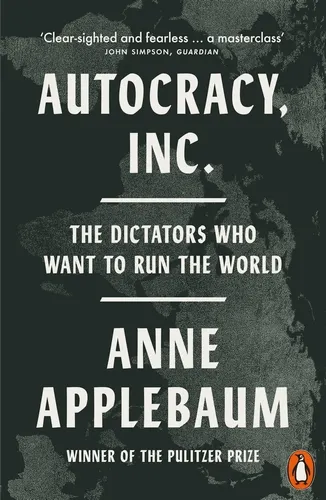 ‘Clear-sighted and fearless ... a masterclass’
JOHN SIMPSON, GUARDIAN
AUTOCRACY,
INC.
THE DICTATORS WHO
WANT TO RUN THE WORLD
ANNE
APPLEBAUM
WINNER OF THE PULITZER PRIZE